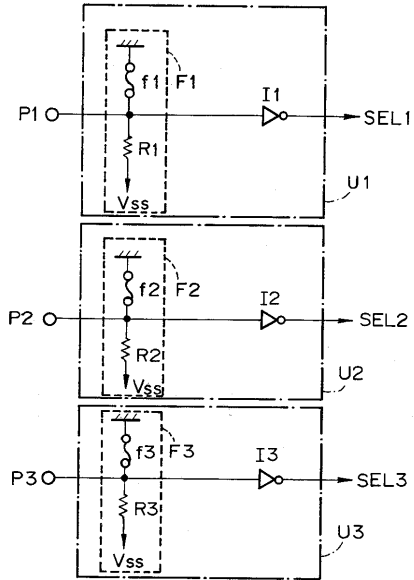 f1
F1
P1
I1
SEL1
R1
Vss
U1
f2
F2
P2
I2
SEL2
R2
Vss
U2
f3
F3
P3
I3
SEL3
R3
Vss
U3